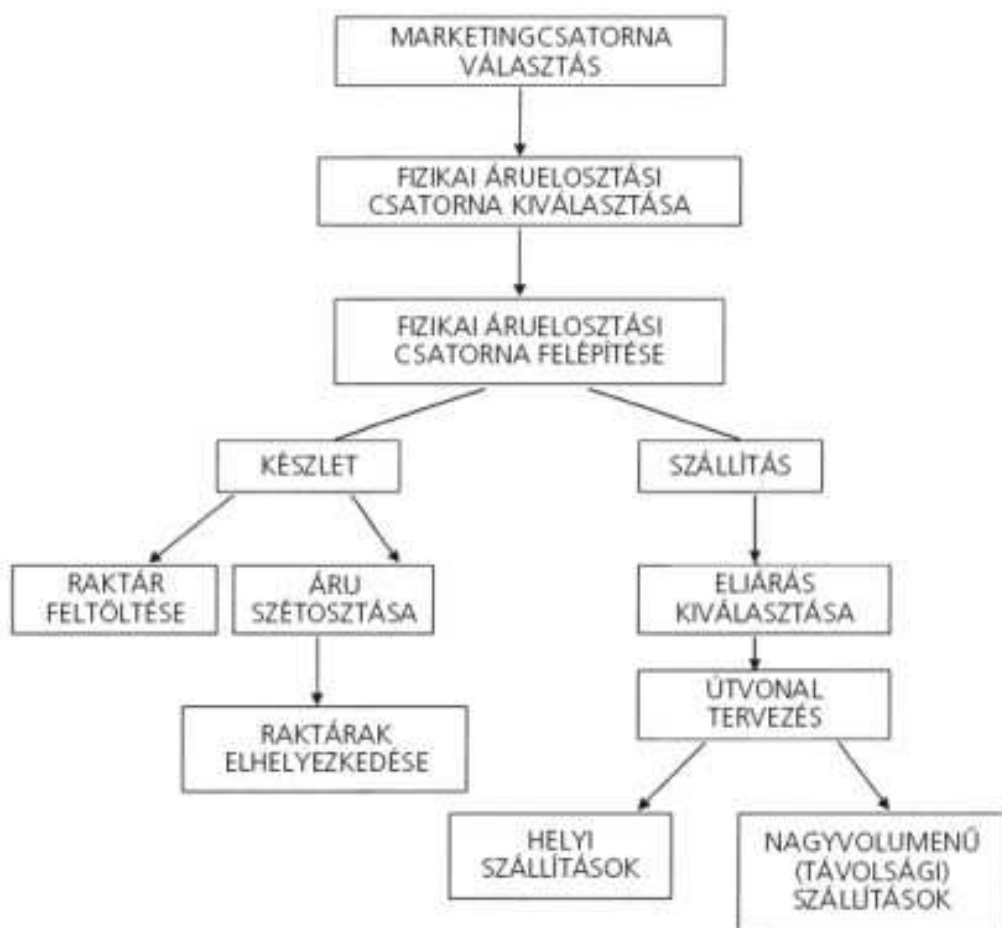 MARKETINGCSATORNA
VÁLASZTÁS
FIZIKAI ÁRUELOSZTÁSI
CSATORNA KIVÁLASZTÁSA
FIZIKAI ÁRUELOSZTÁSI
CSATORNA FELÉPÍTÉSE
KÉSZLET
SZÁLLÍTÁS
RAKTÁR
FELTÖLTÉSE
ÁRU
SZÉTOSZTÁSA
ELJÁRÁS
KIVÁLASZTÁSA
RAKTÁRAK
ELHELYEZKEDÉSE
ÚTVONAL
TERVEZÉS
HELYI
SZÁLLÍTÁSOK
NAGYVOLUMENŰ
(TÁVOLSÁGI)
SZÁLLÍTÁSOK